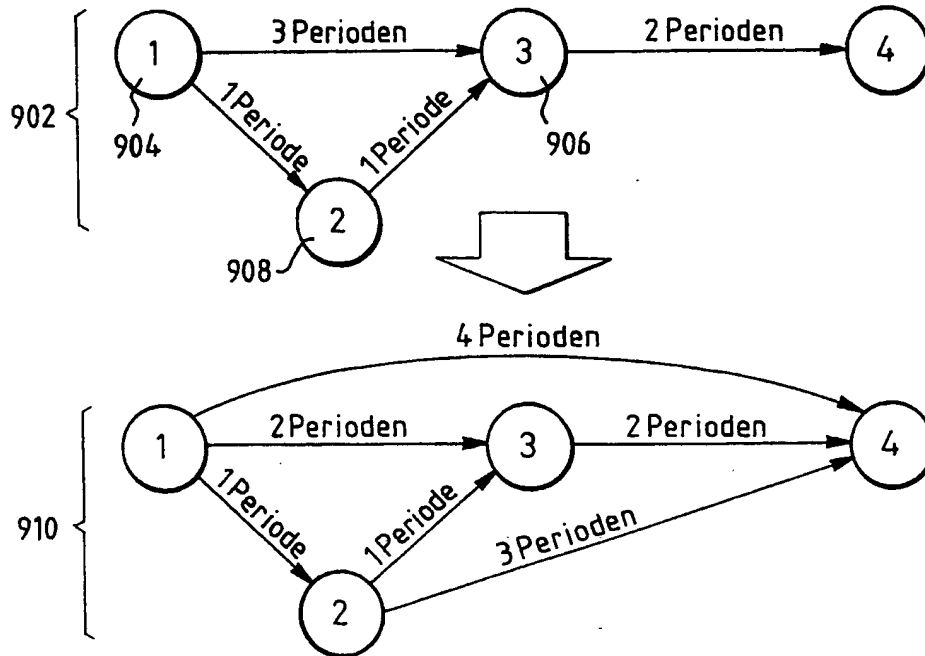 1
3 Perioden
3
2 Perioden
4
902
904
1 Periode
1 Periode
906
2
908
4 Perioden
1
2 Perioden
3
2 Perioden
4
910
1 Periode
1 Periode
3 Perioden
2